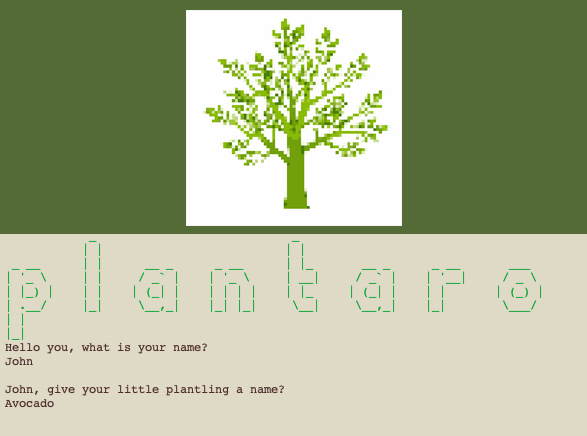 plantaro
Hello you, what is your name?
John
John, give your little plantling a name?
Avocado